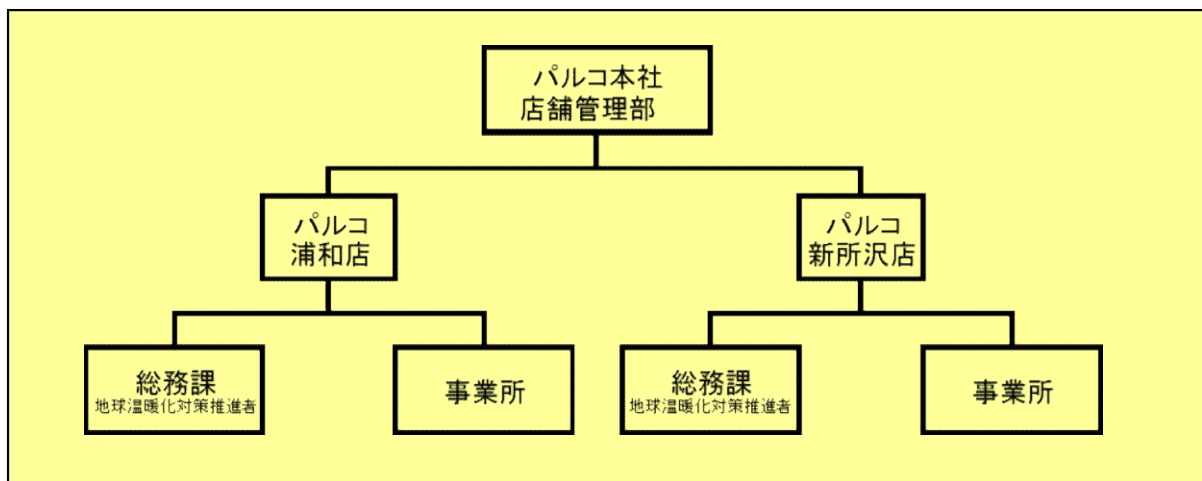 パルコ本社
店舗管理部
パルコ
浦和店
パルコ
新所沢店
総務課
地球温暖化対策推進者
事業所
総務課
地球温暖化対策推進者
事業所